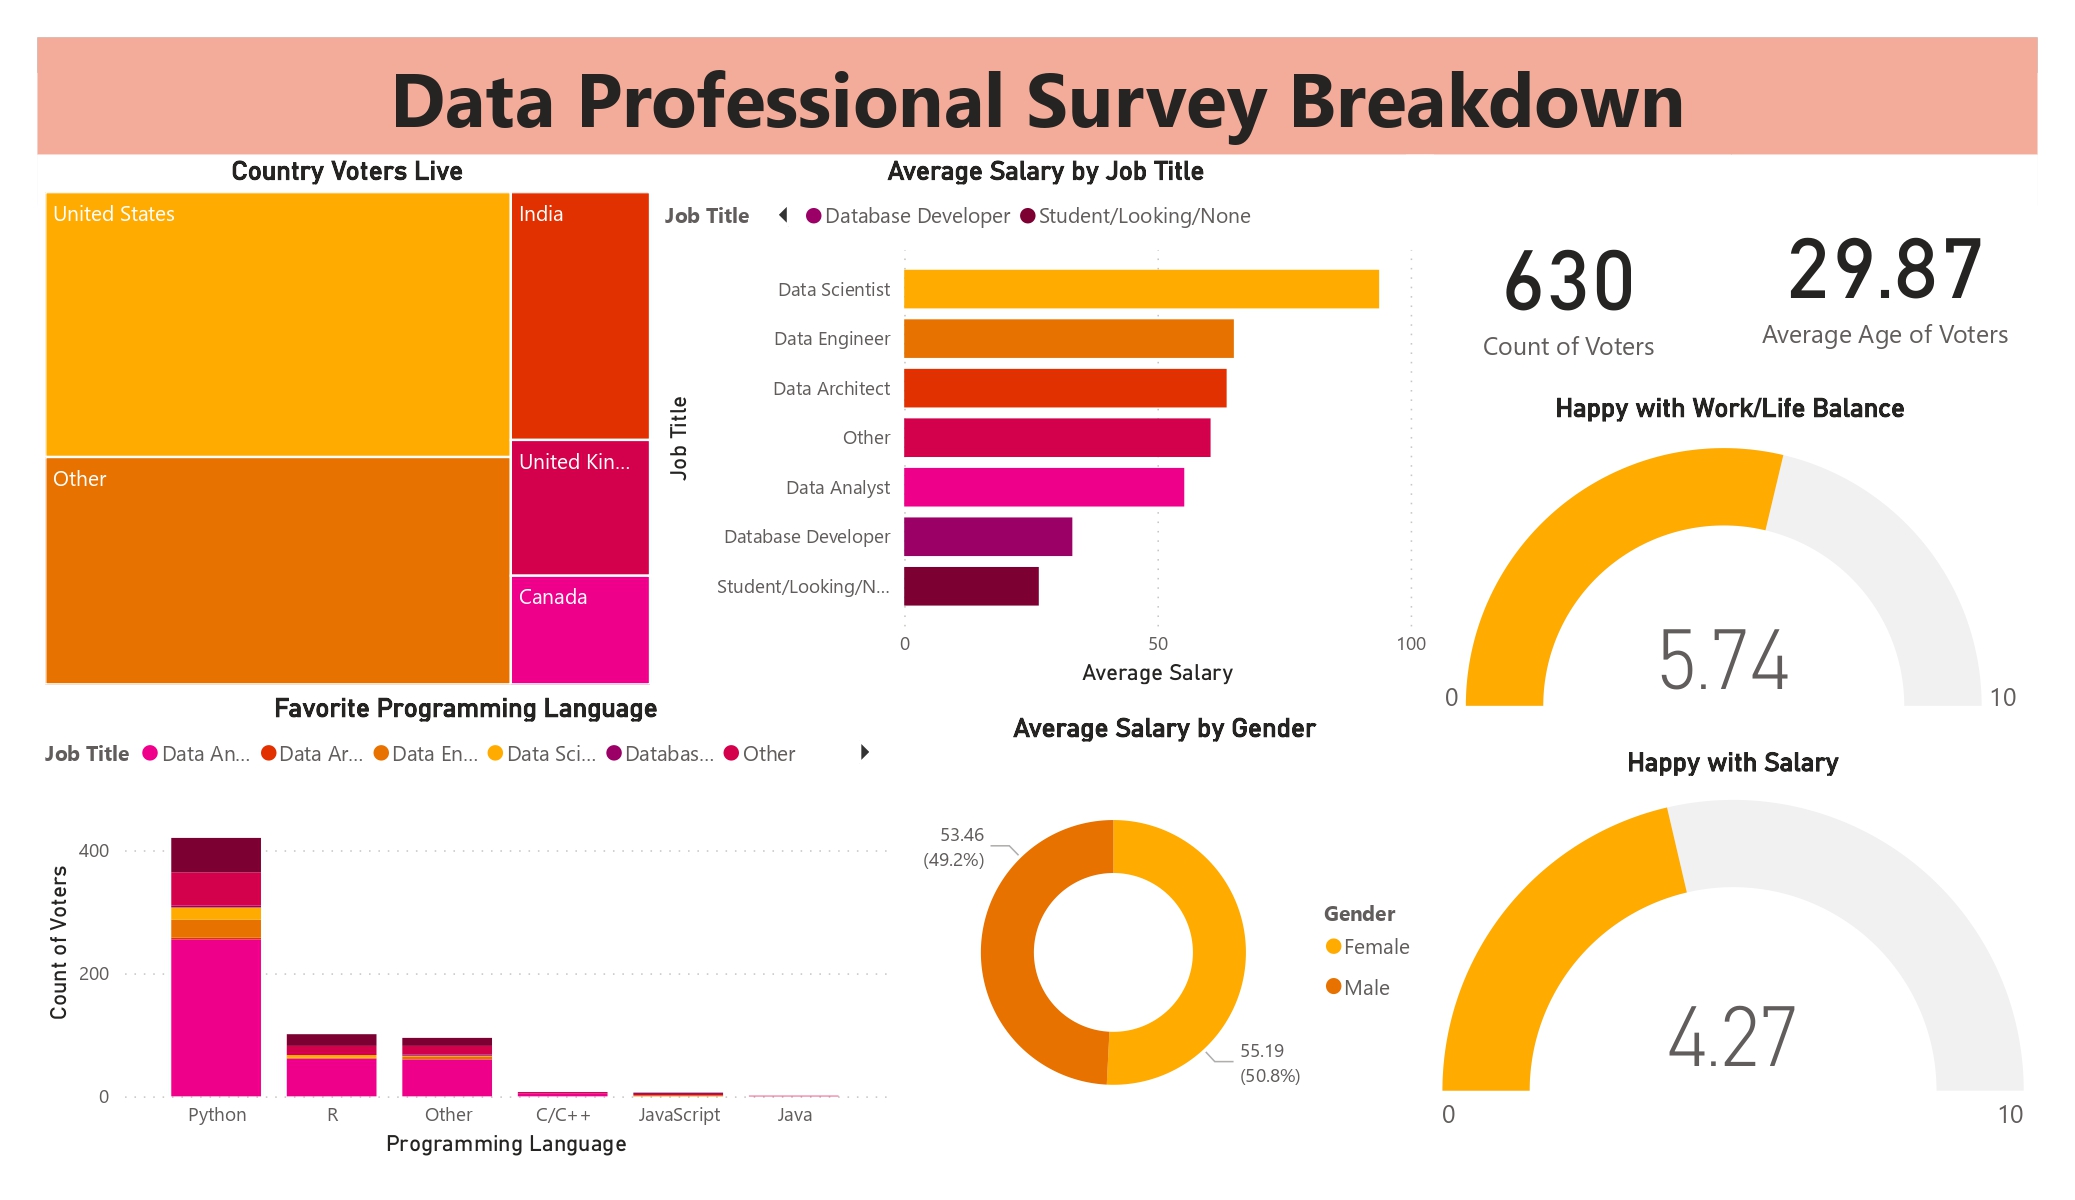 Data Professional Survey Breakdown
Country Voters Live
United States
India
Other
United Kin...
Canada
Average Salary by Job Title
Job Title
Database Developer
Student/Looking/None
Job Title
Data Scientist
Data Engineer
Data Architect
Other
Data Analyst
Database Developer
Student/Looking/N...
0 50 100
Average Salary
630
Count of Voters
29.87
Average Age of Voters
Happy with Work/Life Balance
5.74
0 10
Favorite Programming Language
Job Title Data An... Data Ar... Data En... Data Sci... Databas... Other
Count of Voters
400
200
0
Python R Other C/C++ JavaScript Java
Programming Language
Average Salary by Gender
53.46
(49.2%)
55.19
(50.8%)
Gender
Female
Male
Happy with Salary
4.27
0 10